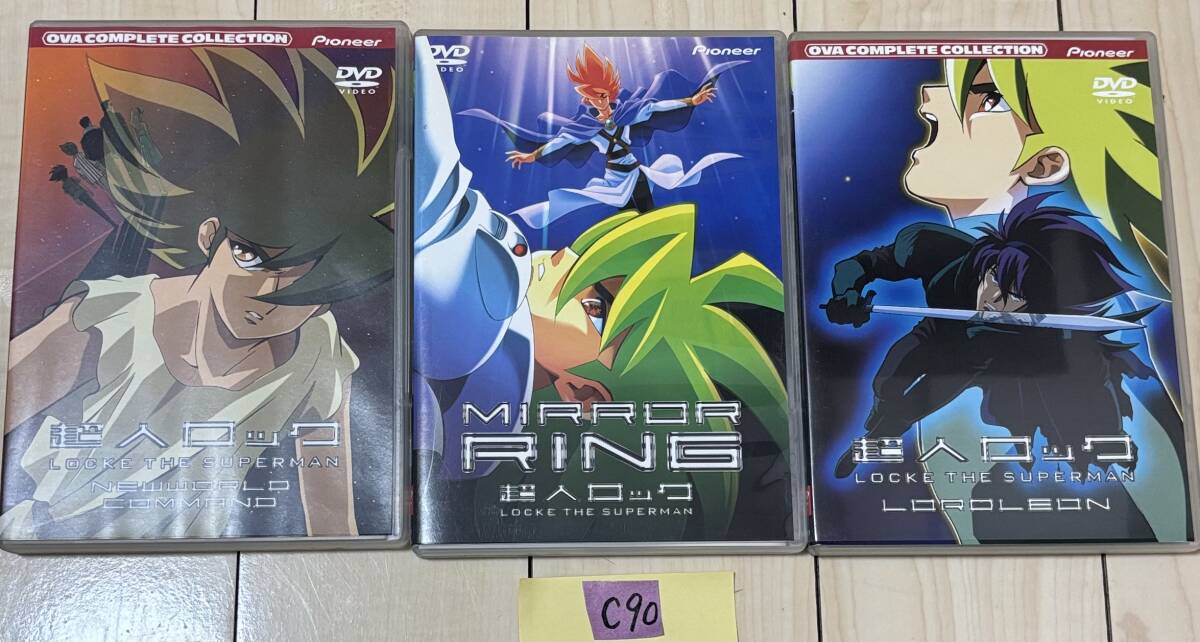 OVA COMPLETE COLLECTION
Pioneer
DVD
VIDEO
超人ロック
LOCKE THE SUPERMAN
NEWWORLD
COMMAND
DVD
VIDEO
Pioneer
MIRROR
RING
超人ロック
LOCKE THE SUPERMAN
OVA COMPLETE COLLECTION
Pioneer
DVD
VIDEO
超人ロック
LOCKE THE SUPERMAN
LORDLEON
C90